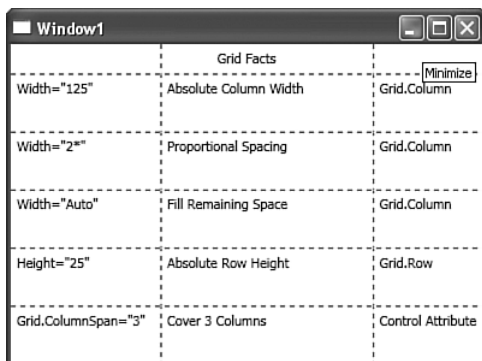 Window1
Grid Facts
Minimize
Width="125" Absolute Column Width Grid.Column
Width="2*" Proportional Spacing Grid.Column
Width="Auto" Fill Remaining Space Grid.Column
Height="25" Absolute Row Height Grid.Row
Grid.ColumnSpan="3" Cover 3 Columns Control Attribute